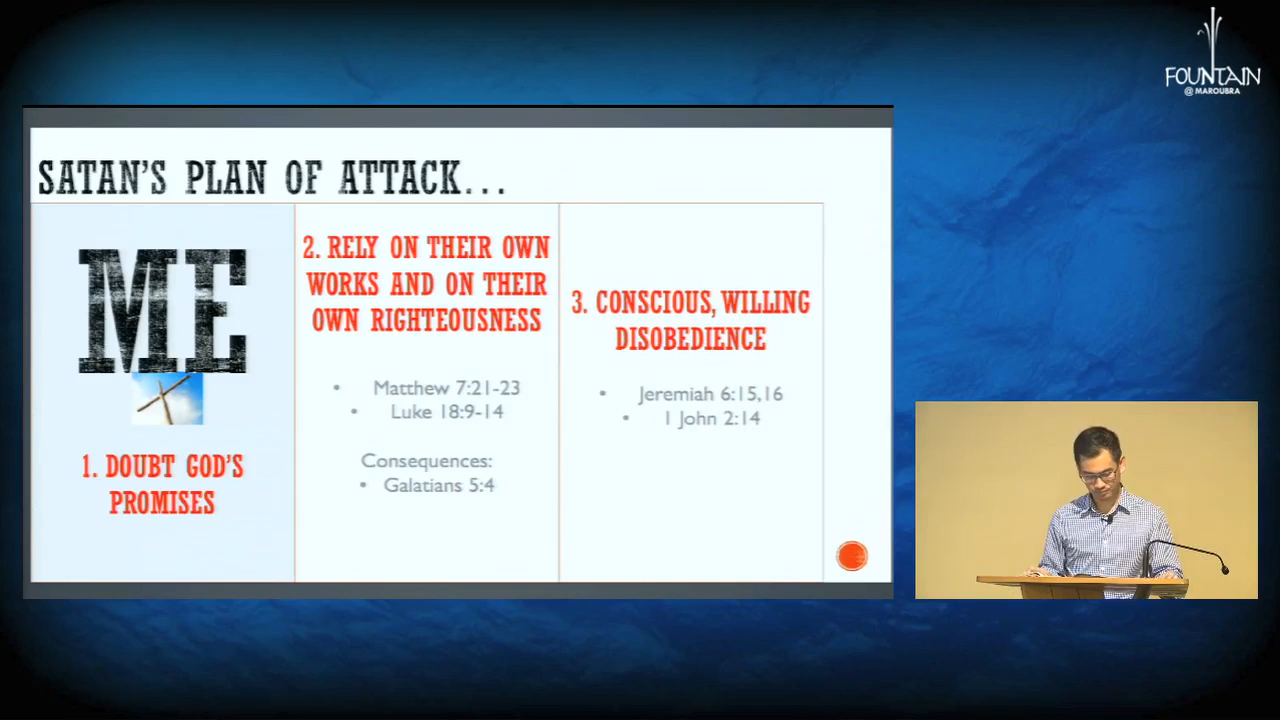 FOUNTAIN
@ MAROUBRA
SATAN'S PLAN OF ATTACK...
ME
1. DOUBT GOD'S
PROMISES
2. RELY ON THEIR OWN
WORKS AND ON THEIR
OWN RIGHTEOUSNESS
• Matthew 7:21-23
• Luke 18:9-14
Consequences:
• Galatians 5:4
3. CONSCIOUS, WILLING
DISOBEDIENCE
• Jeremiah 6:15,16
• 1 John 2:14